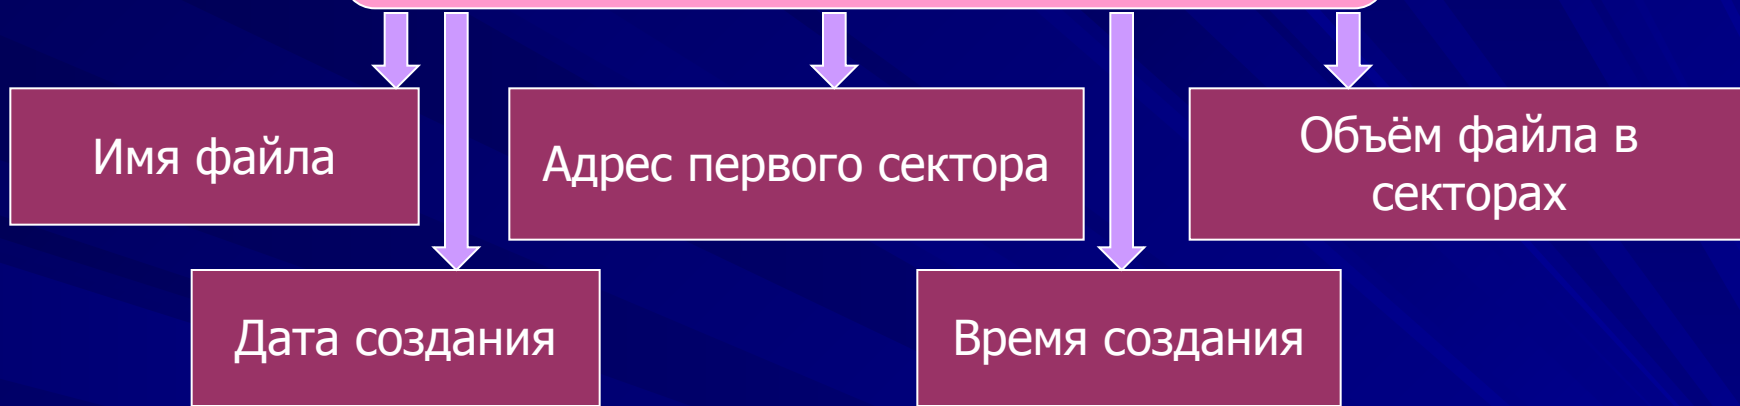 Имя файла
Адрес первого сектора
Объём файла в
секторах
Дата создания
Время создания